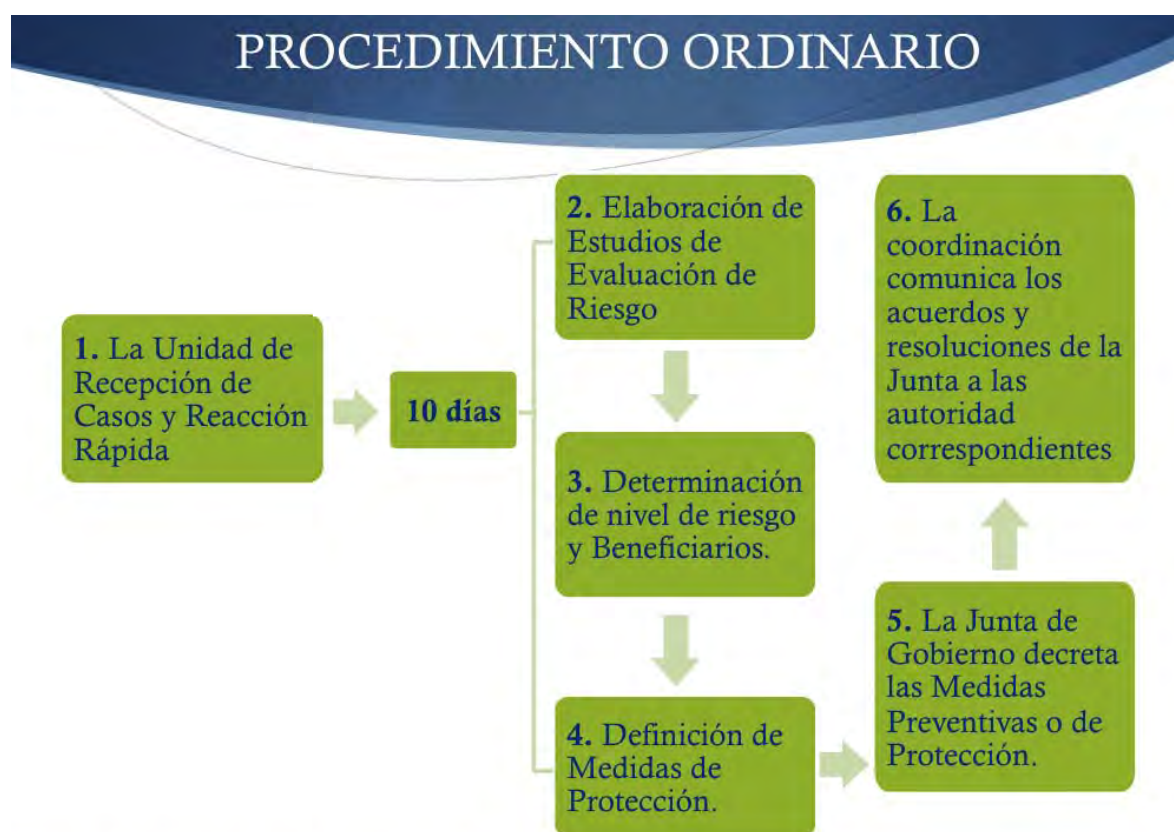 PROCEDIMIENTO ORDINARIO
1. La Unidad de
Recepción de
Casos y Reacción
Rápida
10 días
2. Elaboración de
Estudios de
Evaluación de
Riesgo
3. Determinación
de nivel de riesgo
y Beneficiarios.
4. Definición de
Medidas de
Protección.
5. La Junta de
Gobierno decreta
las Medidas
Preventivas o de
Protección.
6. La
coordinación
comunica los
acuerdos y
resoluciones de la
Junta a las
autoridad
correspondientes